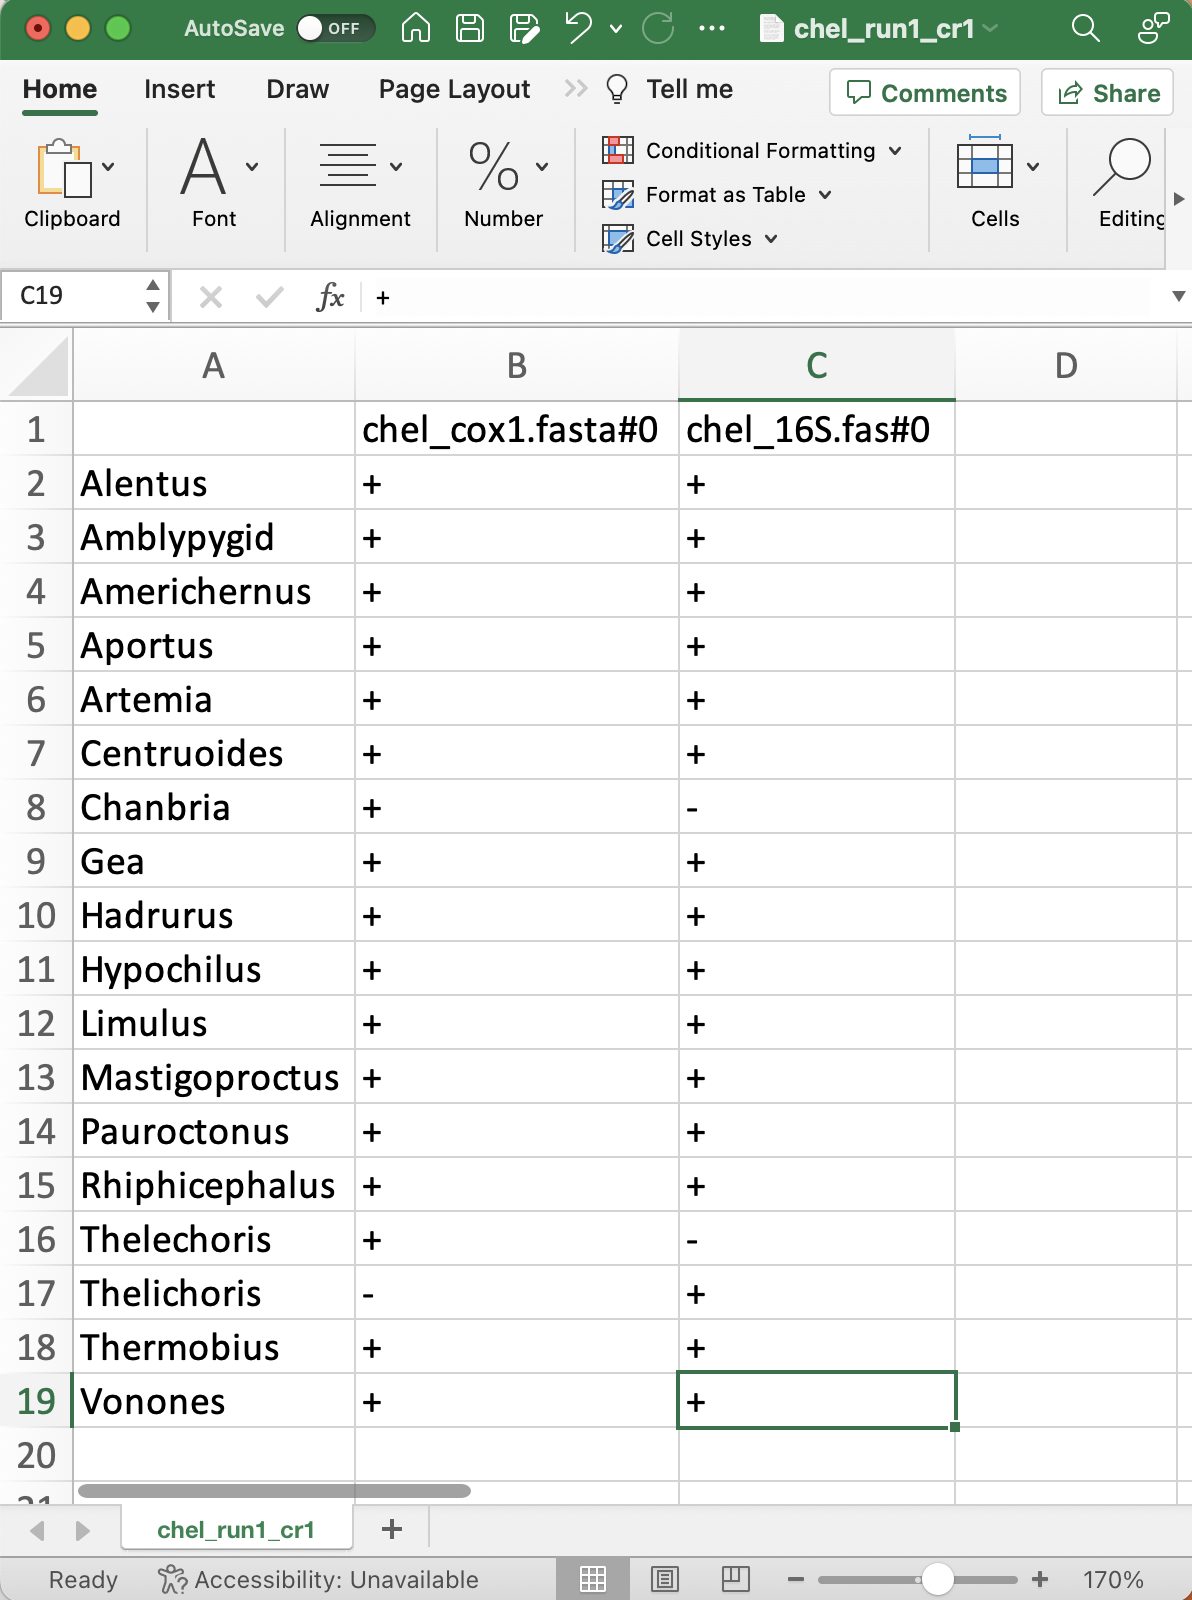 AutoSave OFF chel_run1_cr1
Home Insert Draw Page Layout Tell me Comments Share
Clipboard Font Alignment Number Conditional Formatting Format as Table Cell Styles Cells Editing
C19 fx +
A B C D
1 chel_cox1.fasta#0 chel_16S.fas#0
2 Alentus + +
3 Amblypygid + +
4 Americhernus + +
5 Aportus + +
6 Artemia + +
7 Centruoides + +
8 Chanbria + -
9 Gea + +
10 Hadrurus + +
11 Hypochilus + +
12 Limulus + +
13 Mastigoproctus + +
14 Pauroctonus + +
15 Rhiphicephalus + +
16 Thelechoris + -
17 Thelichoris - +
18 Thermobius + +
19 Vonones + +
20
21
chel_run1_cr1 +
Ready Accessibility: Unavailable - + 170%